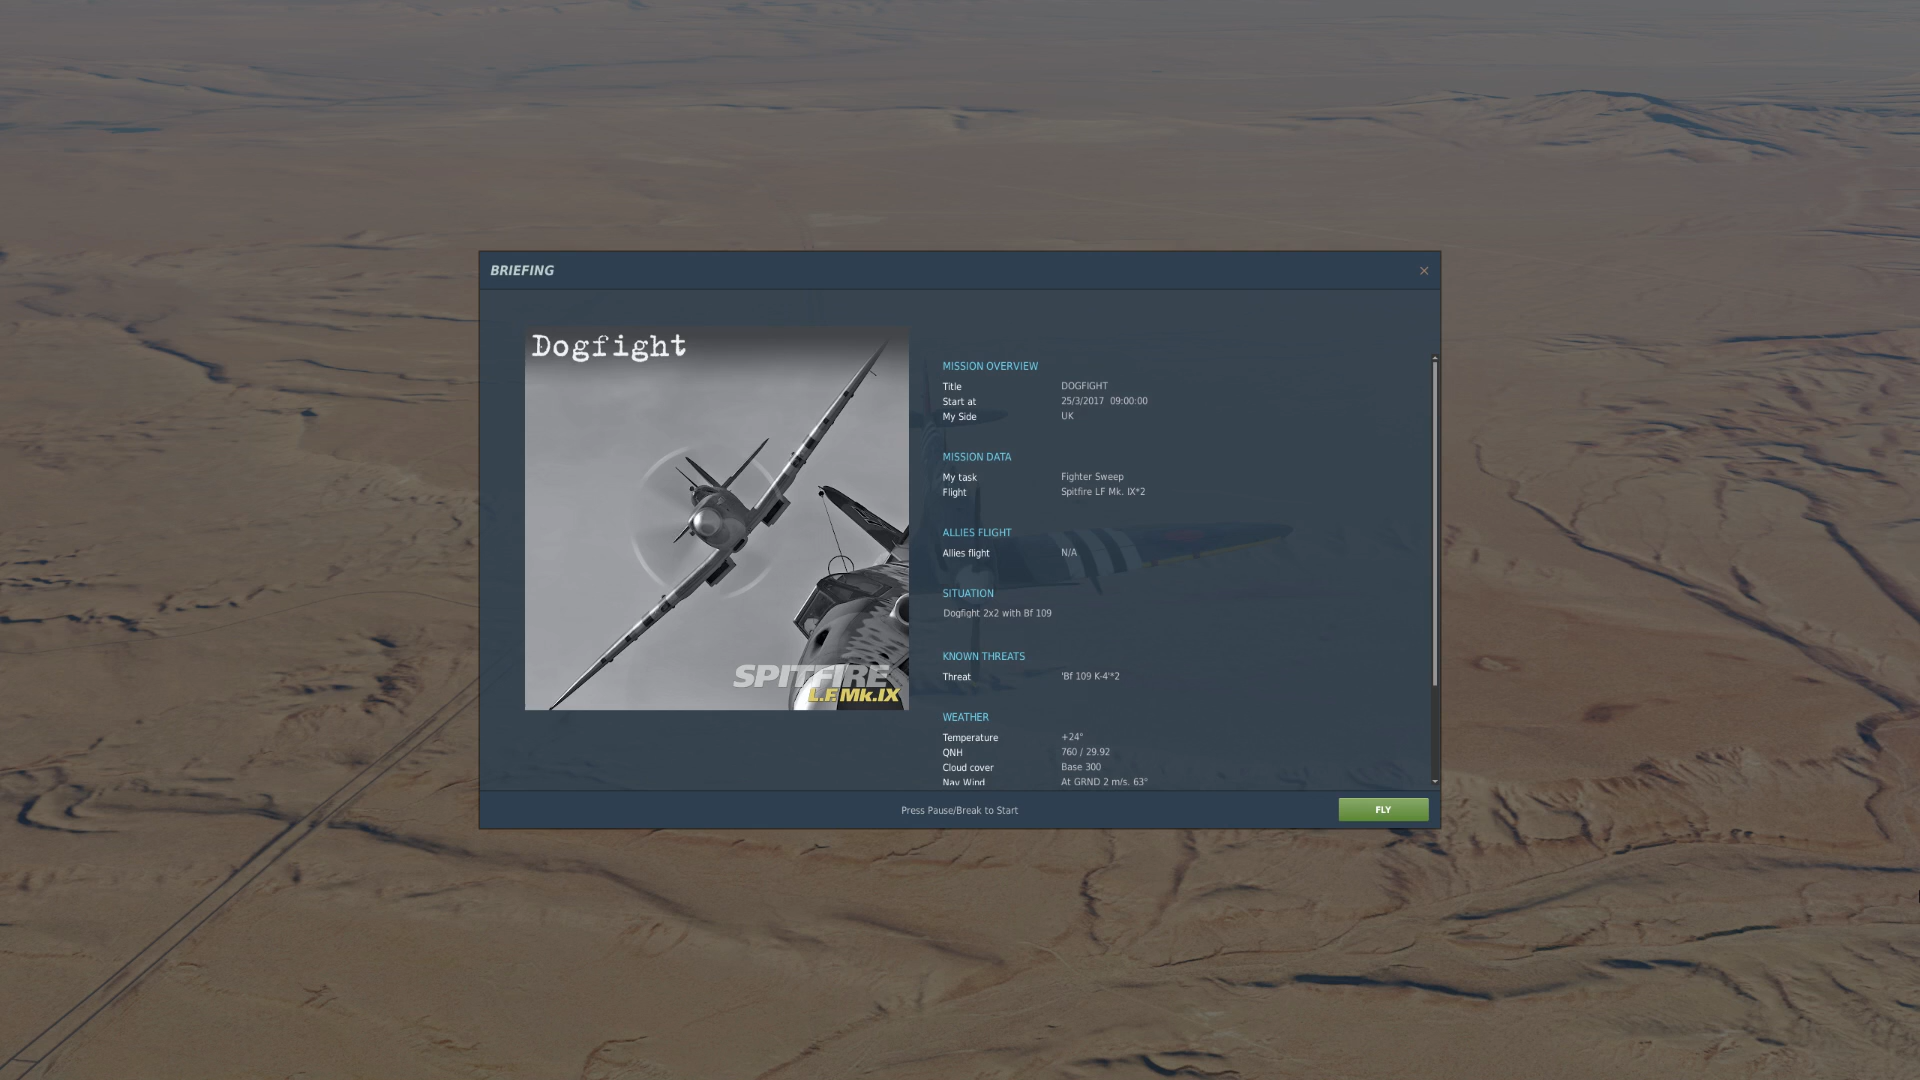 BRIEFING
Dogfight
SPITFIRE
L.F.Mk.IX
MISSION OVERVIEW
Title DOGFIGHT
Start at 25/3/2017 09:00:00
My Side UK
MISSION DATA
My task Fighter Sweep
Flight Spitfire LF Mk. IX*2
ALLIES FLIGHT
Allies flight N/A
SITUATION
Dogfight 2x2 with Bf 109
KNOWN THREATS
Threat 'Bf 109 K-4'*2
WEATHER
Temperature +24°
QNH 760 / 29.92
Cloud cover Base 300
Nav Wind At GRND 2 m/s, 63°
Press Pause/Break to Start
FLY